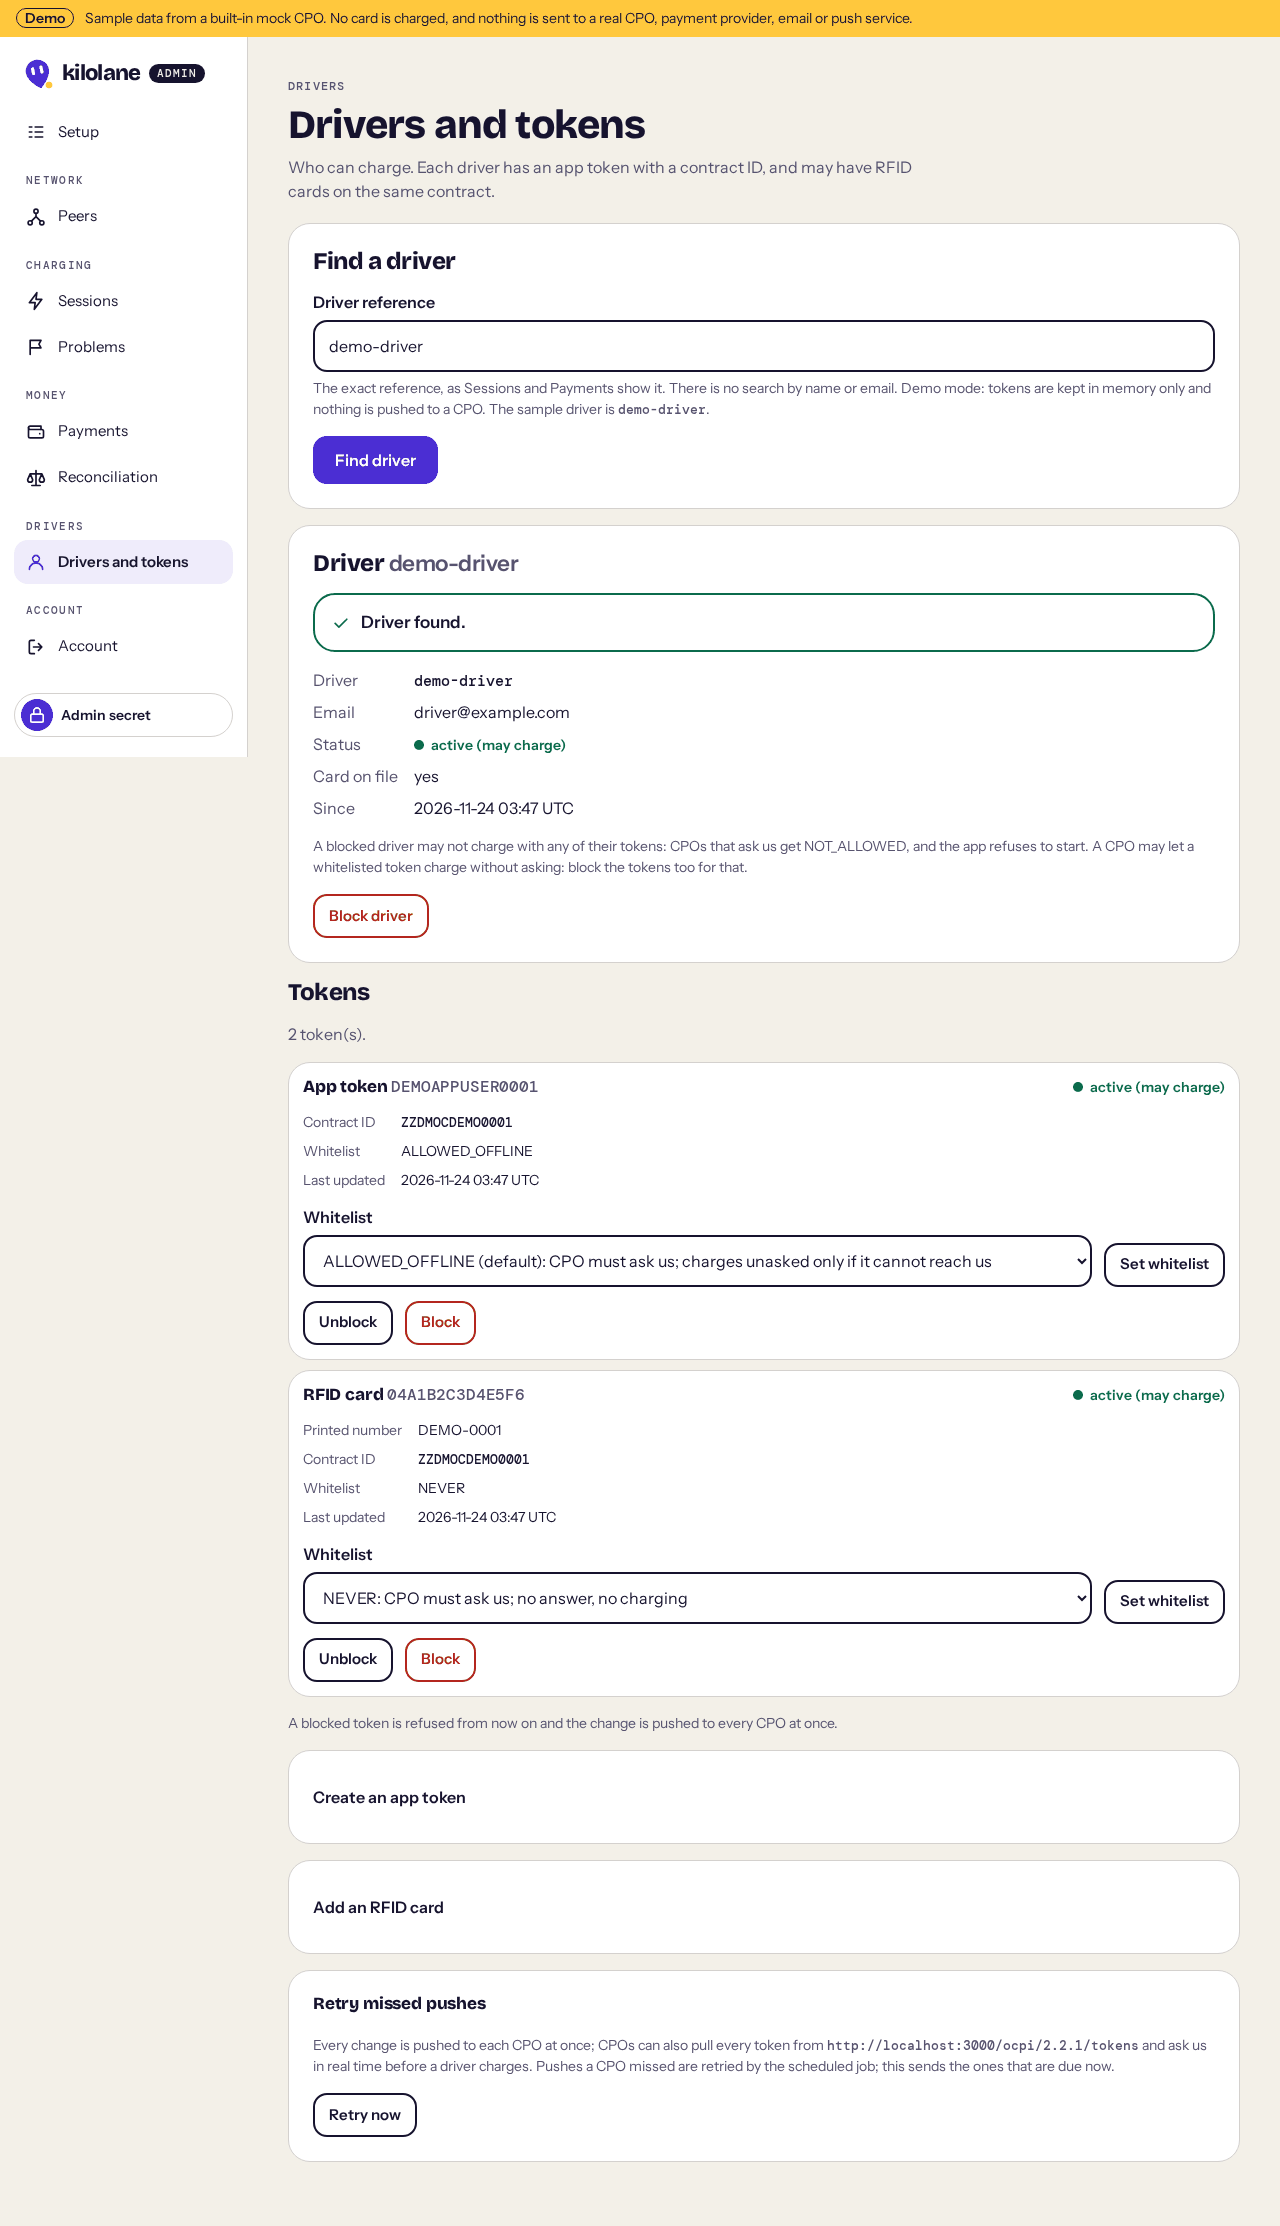 Demo Sample data from a built-in mock CPO. No card is charged, and nothing is sent to a real CPO, payment provider, email or push service.
kilolane ADMIN
Setup
NETWORK
Peers
CHARGING
Sessions
Problems
MONEY
Payments
Reconciliation
DRIVERS
Drivers and tokens
ACCOUNT
Account
Admin secret
DRIVERS
Drivers and tokens
Who can charge. Each driver has an app token with a contract ID, and may have RFID
cards on the same contract.
Find a driver
Driver reference
demo-driver
The exact reference, as Sessions and Payments show it. There is no search by name or email. Demo mode: tokens are kept in memory only and
nothing is pushed to a CPO. The sample driver is demo-driver.
Find driver
Driver demo-driver
Driver found.
Driver demo-driver
Email driver@example.com
Status active (may charge)
Card on file yes
Since 2026-11-24 03:47 UTC
A blocked driver may not charge with any of their tokens: CPOs that ask us get NOT_ALLOWED, and the app refuses to start. A CPO may let a
whitelisted token charge without asking: block the tokens too for that.
Block driver
Tokens
2 token(s).
App token DEMOAPPUSER0001 active (may charge)
Contract ID ZZDMOCDEMO0001
Whitelist ALLOWED_OFFLINE
Last updated 2026-11-24 03:47 UTC
Whitelist
ALLOWED_OFFLINE (default): CPO must ask us; charges unasked only if it cannot reach us Set whitelist
Unblock Block
RFID card 04A1B2C3D4E5F6 active (may charge)
Printed number DEMO-0001
Contract ID ZZDMOCDEMO0001
Whitelist NEVER
Last updated 2026-11-24 03:47 UTC
Whitelist
NEVER: CPO must ask us; no answer, no charging Set whitelist
Unblock Block
A blocked token is refused from now on and the change is pushed to every CPO at once.
Create an app token
Add an RFID card
Retry missed pushes
Every change is pushed to each CPO at once; CPOs can also pull every token from http://localhost:3000/ocpi/2.2.1/tokens and ask us
in real time before a driver charges. Pushes a CPO missed are retried by the scheduled job; this sends the ones that are due now.
Retry now